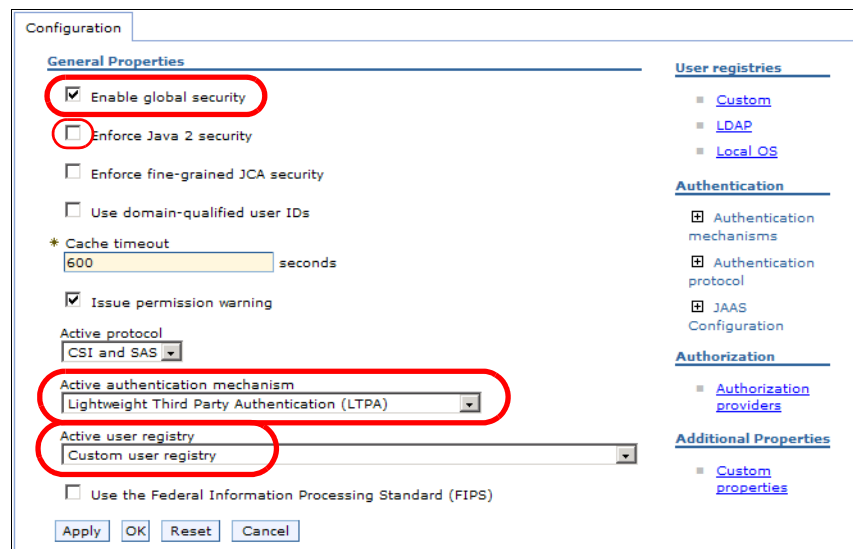 Configuration
General Properties
Enable global security
Enforce Java 2 security
Enforce fine-grained JCA security
Use domain-qualified user IDs
* Cache timeout
600 seconds
Issue permission warning
Active protocol
CSI and SAS
Active authentication mechanism
Lightweight Third Party Authentication (LTPA)
Active user registry
Custom user registry
Use the Federal Information Processing Standard (FIPS)
Apply OK Reset Cancel
User registries
Custom
LDAP
Local OS
Authentication
Authentication
mechanisms
Authentication
protocol
JAAS
Configuration
Authorization
Authorization
providers
Additional Properties
Custom
properties